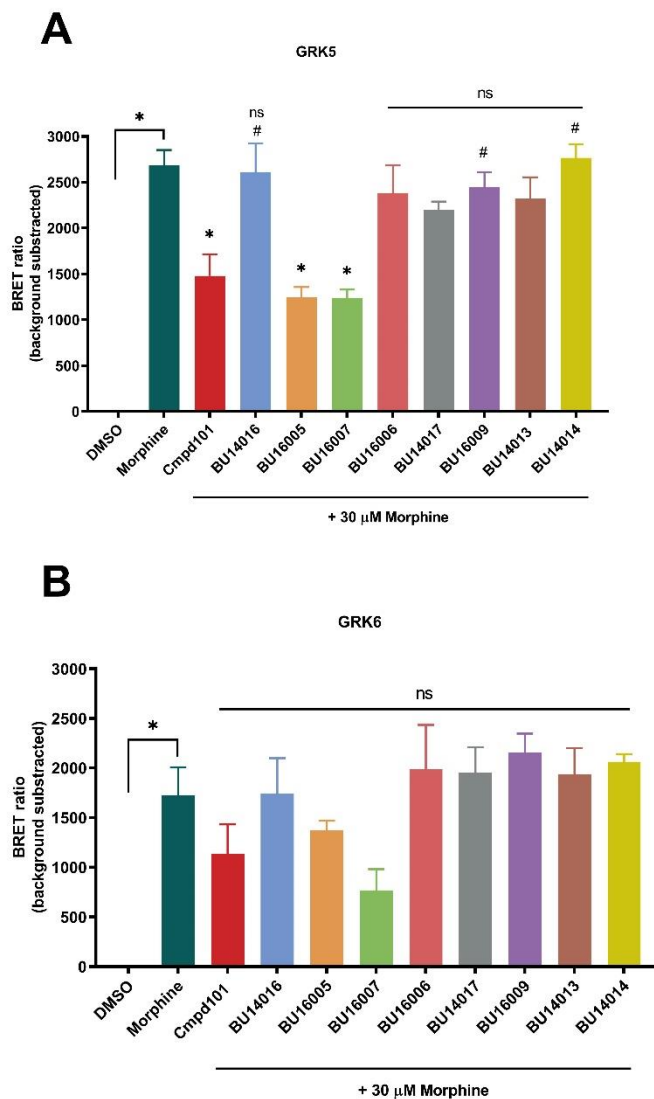 A
GRK5
ns
ns
#
*
#
#
*
*
*
3000
2500
2000
1500
1000
500
0
BRET ratio
(background substracted)
DMSO
Morphine
Cmpd101
BU14016
BU16005
BU16007
BU16006
BU14017
BU16009
BU14013
BU14014
+ 30 μM Morphine
B
GRK6
ns
*
3000
2500
2000
1500
1000
500
0
BRET ratio
(background substracted)
DMSO
Morphine
Cmpd101
BU14016
BU16005
BU16007
BU16006
BU14017
BU16009
BU14013
BU14014
+ 30 μM Morphine